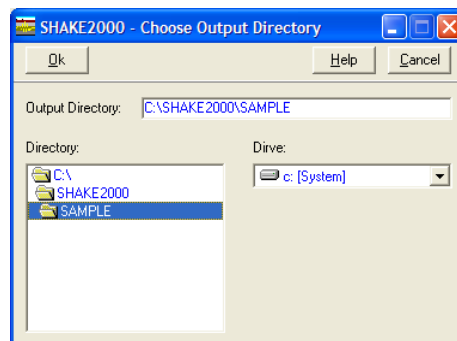 SHAKE2000 - Choose Output Directory
Ok Help Cancel
Output Directory: C:\SHAKE2000\SAMPLE
Directory: Dirve:
C:\ c: [System]
SHAKE2000
SAMPLE